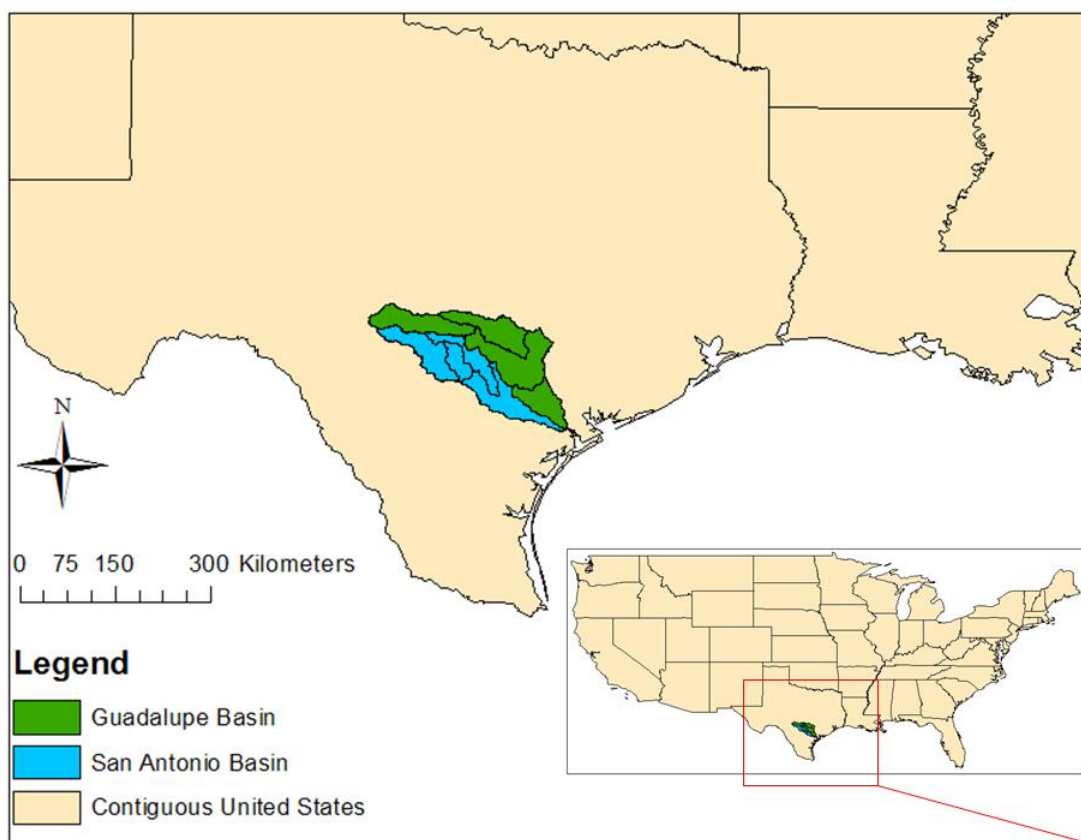 N
0 75 150 300 Kilometers
Legend
Guadalupe Basin
San Antonio Basin
Contiguous United States